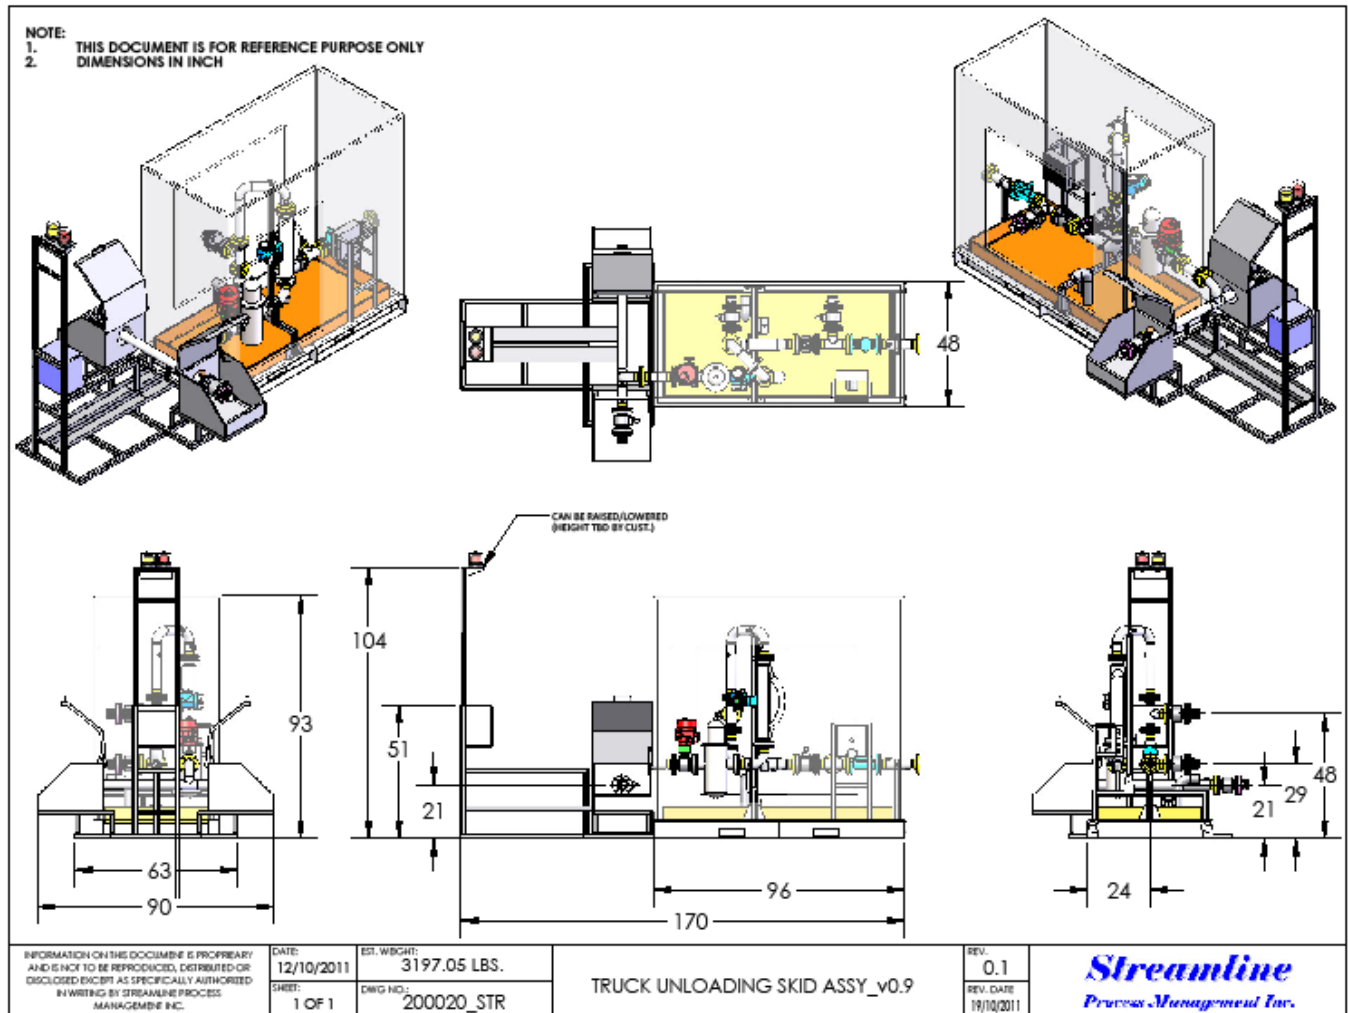 NOTE:
1. THIS DOCUMENT IS FOR REFERENCE PURPOSE ONLY
2. DIMENSIONS IN INCH
48
CAN BE RAISED/LOWERED
(HEIGHT TBD BY CUST.)
93
63
90
104
51
21
96
170
48
29
21
24
INFORMATION ON THIS DOCUMENT IS PROPRIERARY
AND IS NOT TO BE REPRODUCED, DISTRIBUTED OR
DISCLOSED EXCEPT AS SPECIFICALLY AUTHORIZED
IN WRITING BY STREAMLINE PROCESS
MANAGEMENT INC.
DATE:
12/10/2011
SHEET:
1 OF 1
EST. WEIGHT:
3197.05 LBS.
DWG NO.:
200020_STR
TRUCK UNLOADING SKID ASSY_v0.9
REV.
0.1
REV. DATE
19/10/2011
Streamline
Process Management Inc.